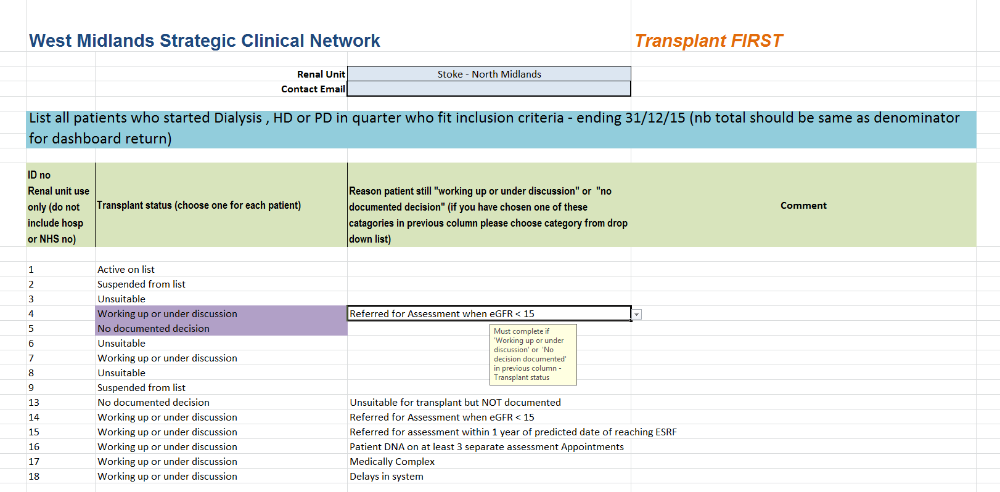 West Midlands Strategic Clinical Network Transplant FIRST
Renal Unit Stoke - North Midlands
Contact Email
List all patients who started Dialysis , HD or PD in quarter who fit inclusion criteria - ending 31/12/15 (nb total should be same as denominator
for dashboard return)
ID no
Renal unit use
only (do not
include hosp
or NHS no)
Transplant status (choose one for each patient)
Reason patient still "working up or under discussion" or "no
documented decision" (if you have chosen one of these
catagories in previous column please choose category from drop
down list)
Comment
1 Active on list
2 Suspended from list
3 Unsuitable
4 Working up or under discussion Referred for Assessment when eGFR < 15
5 No documented decision
Must complete if
'Working up or under
discussion' or 'No
decision documented'
in previous column -
Transplant status
6 Unsuitable
7 Working up or under discussion
8 Unsuitable
9 Suspended from list
13 No documented decision Unsuitable for transplant but NOT documented
14 Working up or under discussion Referred for Assessment when eGFR < 15
15 Working up or under discussion Referred for assessment within 1 year of predicted date of reaching ESRF
16 Working up or under discussion Patient DNA on at least 3 separate assessment Appointments
17 Working up or under discussion Medically Complex
18 Working up or under discussion Delays in system